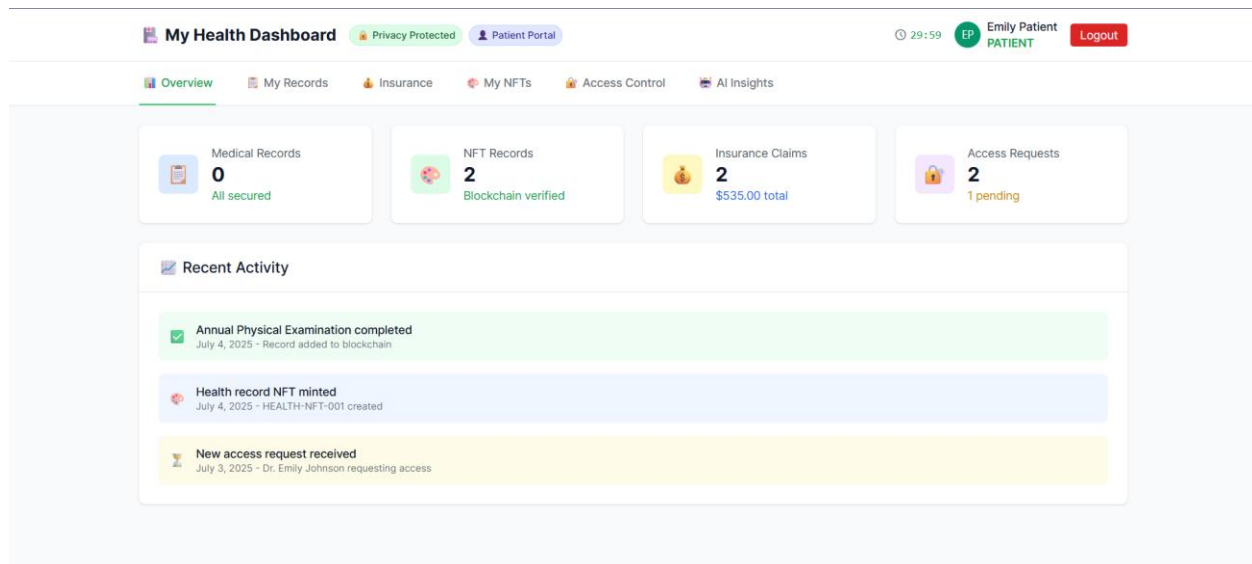 My Health Dashboard
Privacy Protected
Patient Portal
29:59
EP
Emily Patient
PATIENT
Logout
Overview
My Records
Insurance
My NFTs
Access Control
AI Insights
Medical Records
0
All secured
NFT Records
2
Blockchain verified
Insurance Claims
2
$535.00 total
Access Requests
2
1 pending
Recent Activity
Annual Physical Examination completed
July 4, 2025 - Record added to blockchain
Health record NFT minted
July 4, 2025 - HEALTH-NFT-001 created
New access request received
July 3, 2025 - Dr. Emily Johnson requesting access